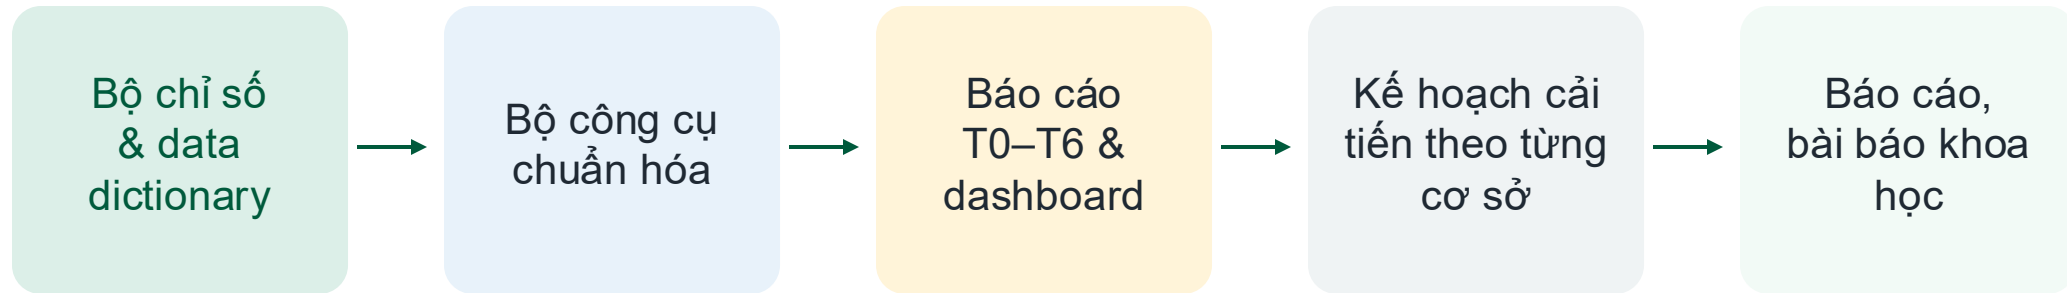 Bộ chỉ số
& data
dictionary
Bộ công cụ
chuẩn hóa
Báo cáo
T0–T6 &
dashboard
Kế hoạch cải
tiến theo từng
cơ sở
Báo cáo,
bài báo khoa
học